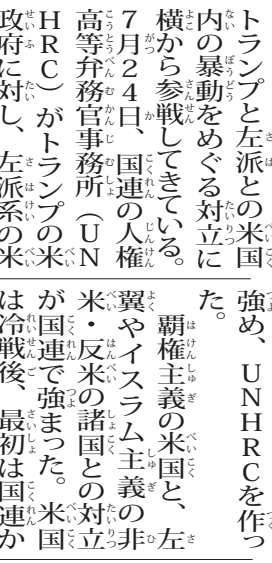 トランプと左派との米国
内の暴動をめぐる対立に
横から参戦してきている。
7月24日、国連の人権
高等弁務官事務所（UN
HRC）がトランプの米
政府に対し、左派系の米
強め、UNHRCを作っ
た。
覇権主義の米国と、左
翼やイスラム主義の非
米・反米の諸国との対立
が国連で強まった。米国
は冷戦後、最初は国連か